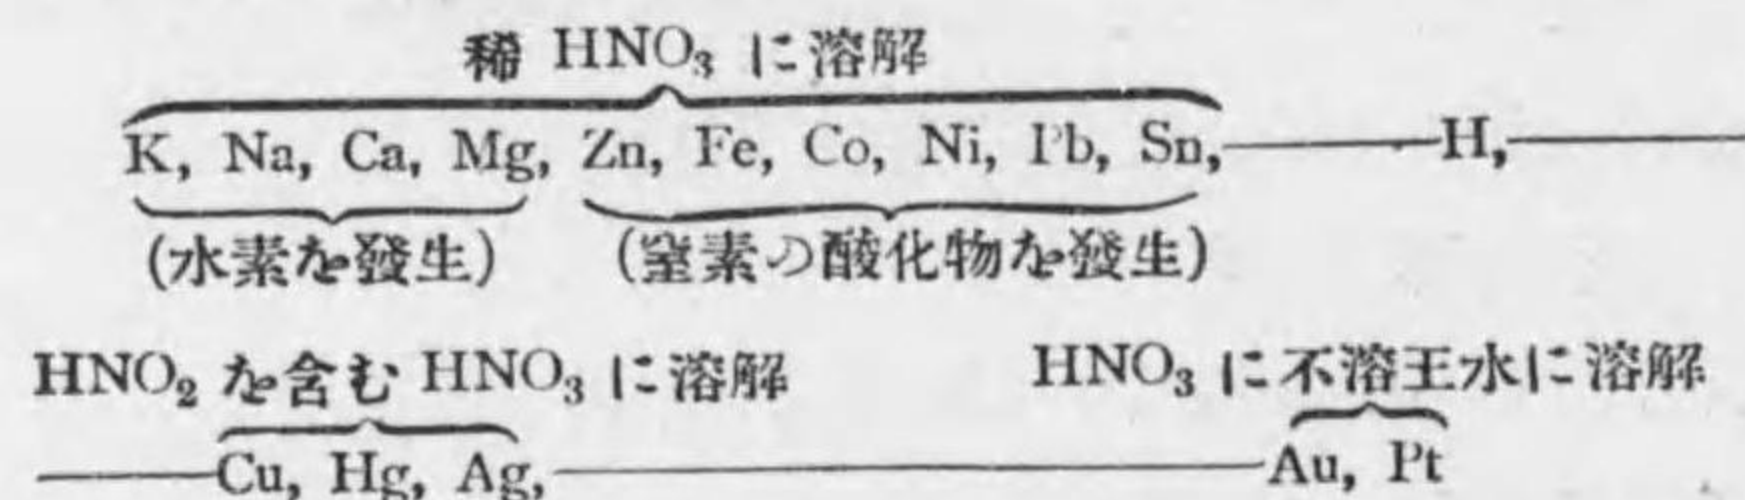 稀 HNO₃ に溶解
K, Na, Ca, Mg, Zn, Fe, Co, Ni, Pb, Sn,——H,——
(水素を發生) (窒素の酸化物を發生)
HNO₂ を含む HNO₃ に溶解 HNO₃ に不溶王水に溶解
——Cu, Hg, Ag,——Au, Pt